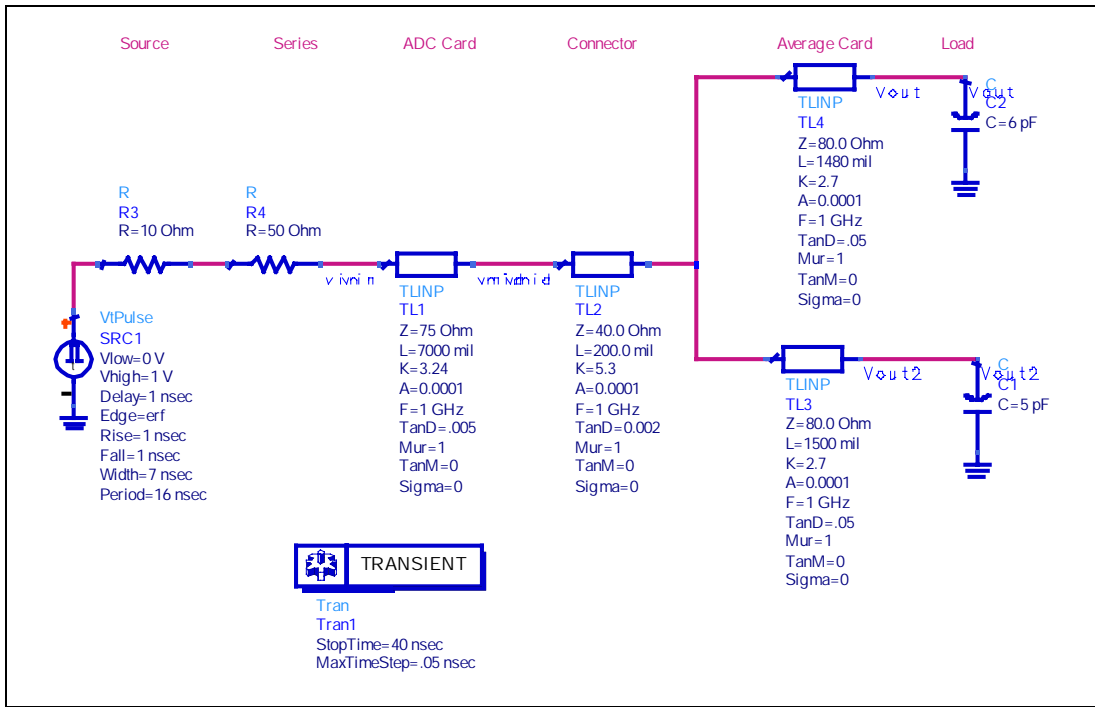 Source Series ADC Card Connector Average Card Load
TLINP
TL4
Z=80.0 Ohm
L=1480 mil
K=2.7
A=0.0001
F=1 GHz
TanD=.05
Mur=1
TanM=0
Sigma=0
Vout
Vout
C
C2
C=6 pF
R
R3
R=10 Ohm
R
R4
R=50 Ohm
VtPulse
SRC1
Vlow=0 V
Vhigh=1 V
Delay=1 nsec
Edge=erf
Rise=1 nsec
Fall=1 nsec
Width=7 nsec
Period=16 nsec
TLINP
TL1
Z=75 Ohm
L=7000 mil
K=3.24
A=0.0001
F=1 GHz
TanD=.005
Mur=1
TanM=0
Sigma=0
TLINP
TL2
Z=40.0 Ohm
L=200.0 mil
K=5.3
A=0.0001
F=1 GHz
TanD=0.002
Mur=1
TanM=0
Sigma=0
TLINP
TL3
Z=80.0 Ohm
L=1500 mil
K=2.7
A=0.0001
F=1 GHz
TanD=.05
Mur=1
TanM=0
Sigma=0
Vout2
Vout2
C
C1
C=5 pF
TRANSIENT
Tran
Tran1
StopTime=40 nsec
MaxTimeStep=.05 nsec